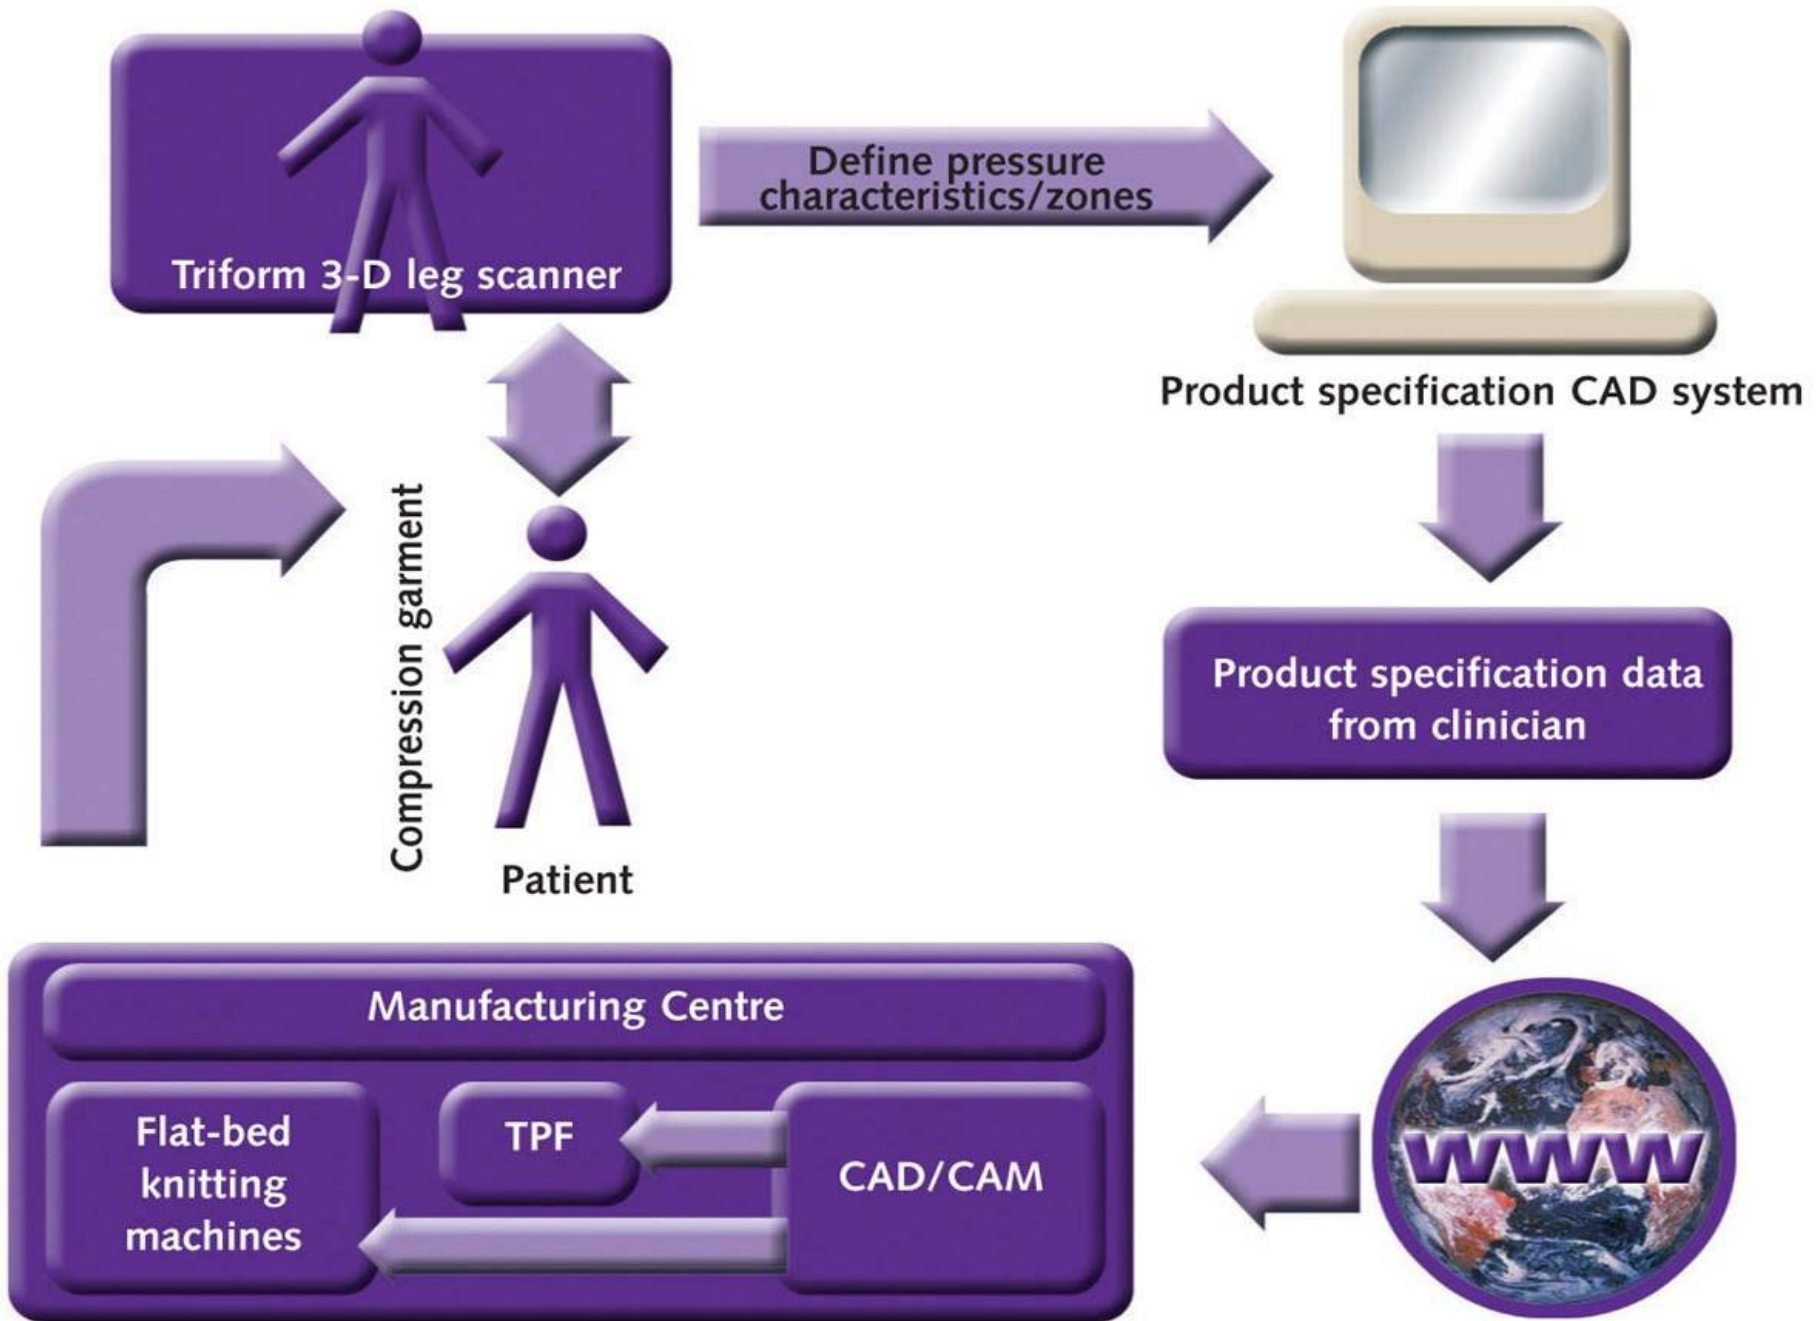 Triform 3-D leg scanner
Define pressure
characteristics/zones
Product specification CAD system
Product specification data
from clinician
www
Manufacturing Centre
CAD/CAM
TPF
Flat-bed
knitting
machines
Compression garment
Patient